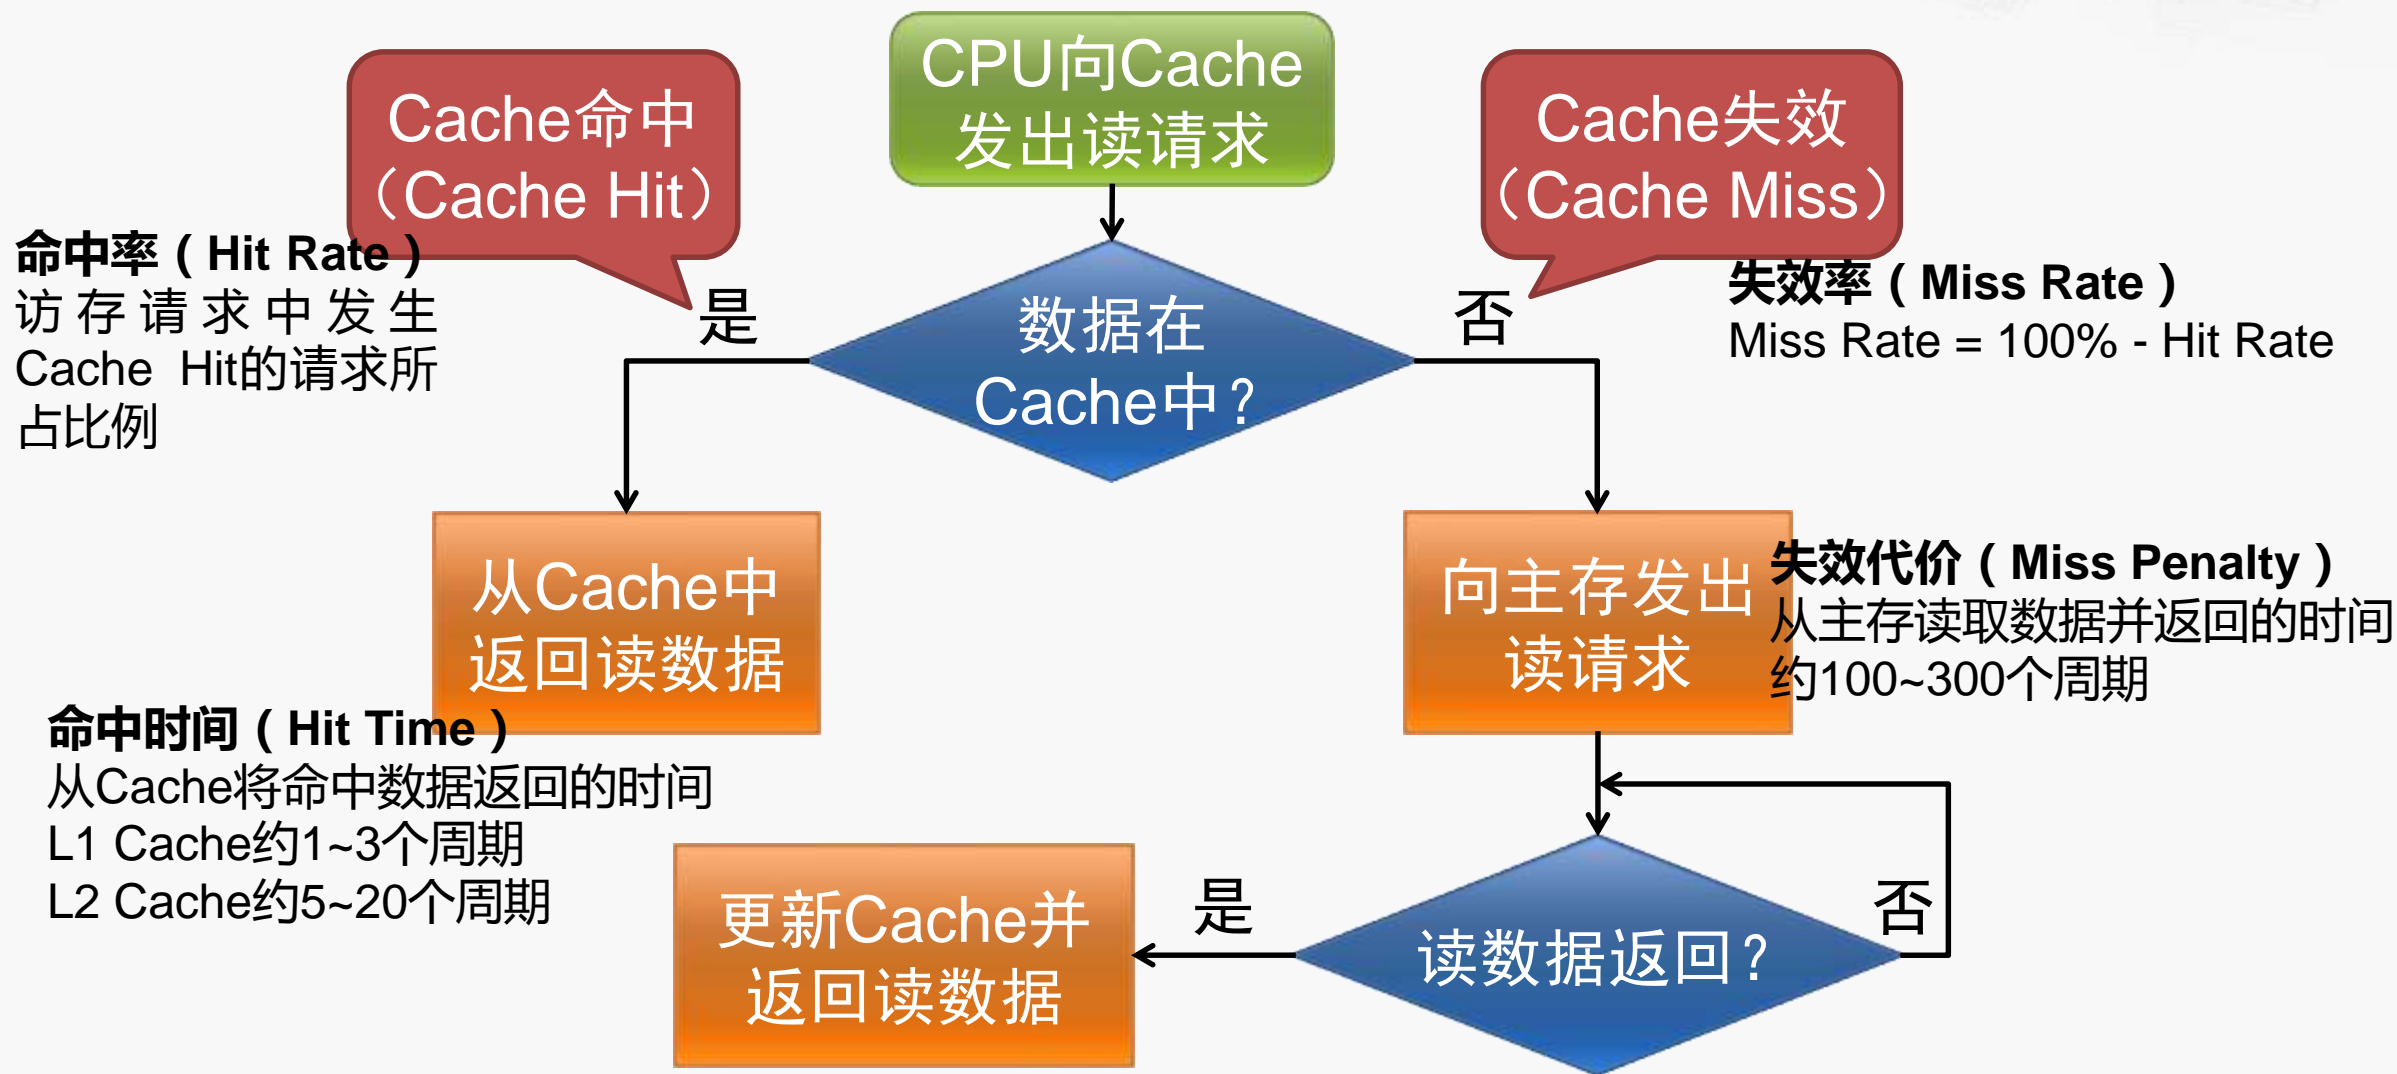 CPU向Cache
发出读请求
Cache命中
（Cache Hit）
Cache失效
（Cache Miss）
命中率（Hit Rate）
访存请求中发生
Cache Hit的请求所
占比例
是
数据在
Cache中？
否
失效率（Miss Rate）
Miss Rate = 100% - Hit Rate
从Cache中
返回读数据
向主存发出
读请求
失效代价（Miss Penalty）
从主存读取数据并返回的时间
约100~300个周期
命中时间（Hit Time）
从Cache将命中数据返回的时间
L1 Cache约1~3个周期
L2 Cache约5~20个周期
更新Cache并
返回读数据
是
读数据返回？
否